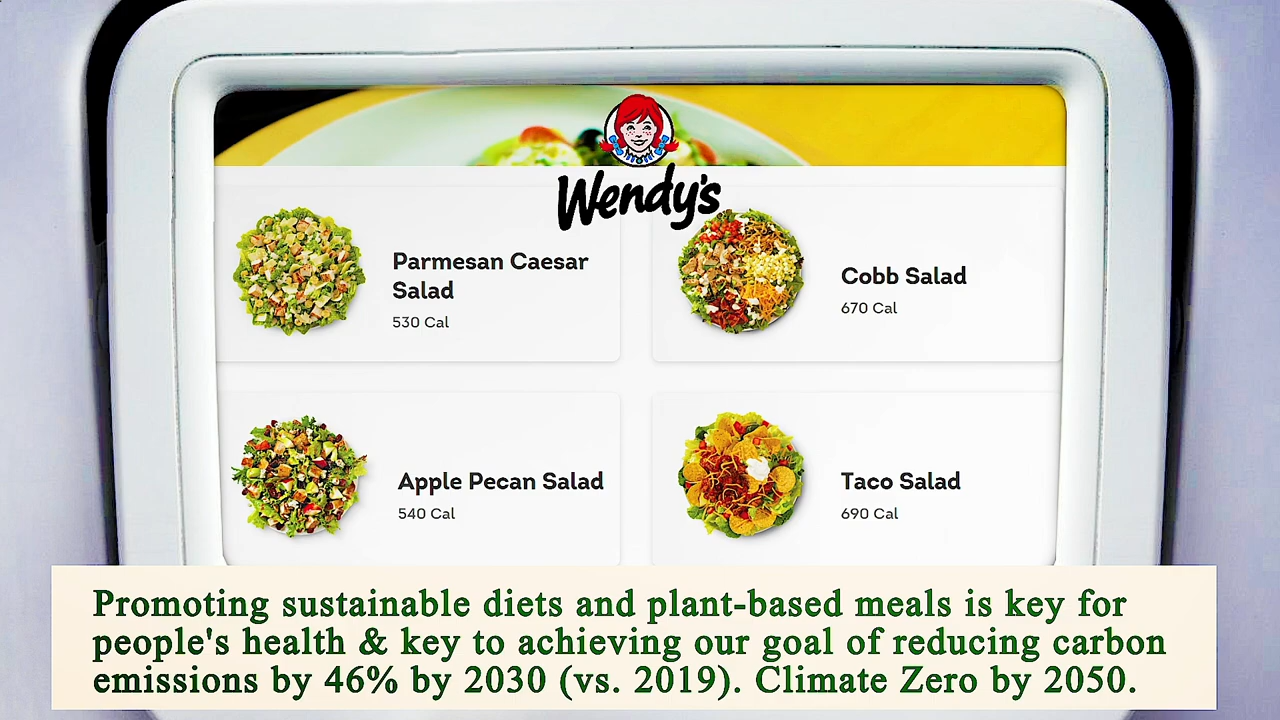 Wendy's
Parmesan Caesar
Salad
530 Cal
Cobb Salad
670 Cal
Apple Pecan Salad
540 Cal
Taco Salad
690 Cal
Promoting sustainable diets and plant-based meals is key for
people's health & key to achieving our goal of reducing carbon
emissions by 46% by 2030 (vs. 2019). Climate Zero by 2050.